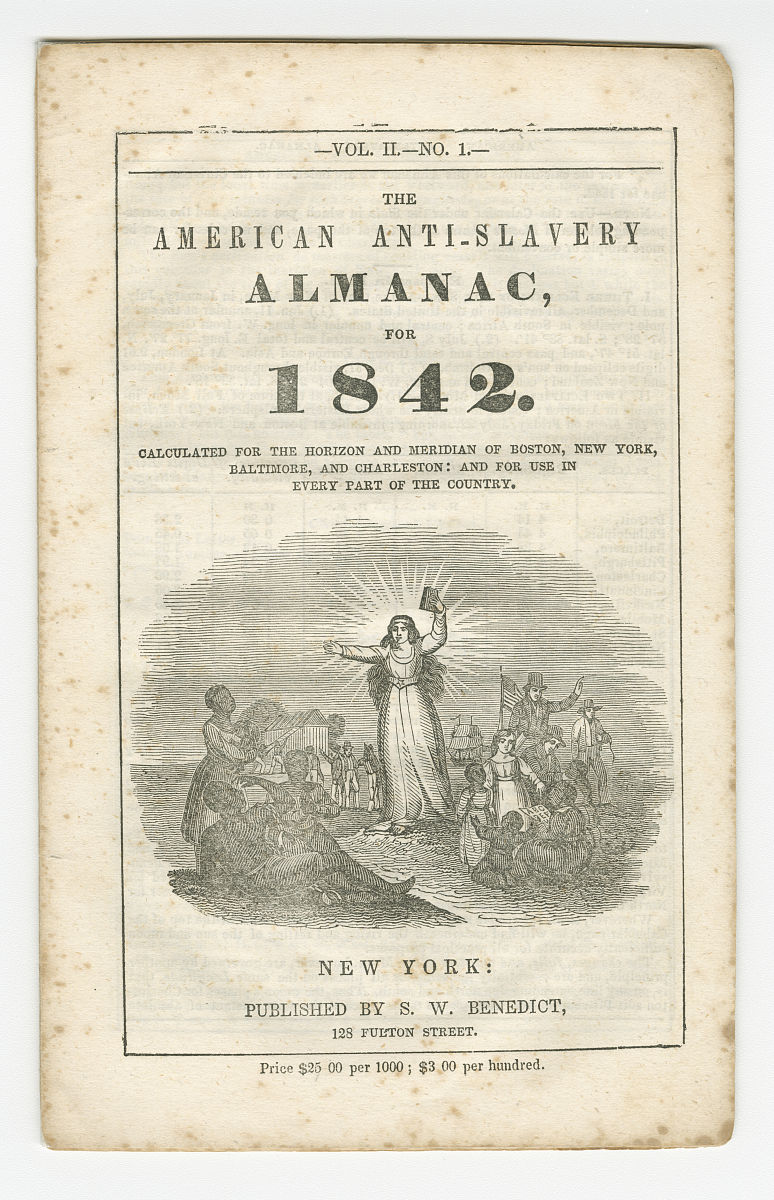 —VOL. II.—NO. 1.—
THE
AMERICAN ANTI-SLAVERY
ALMANAC,
FOR
1842.
CALCULATED FOR THE HORIZON AND MERIDIAN OF BOSTON, NEW YORK,
BALTIMORE, AND CHARLESTON: AND FOR USE IN
EVERY PART OF THE COUNTRY.
NEW YORK:
PUBLISHED BY S. W. BENEDICT,
128 FULTON STREET.
Price $25 00 per 1000; $3 00 per hundred.